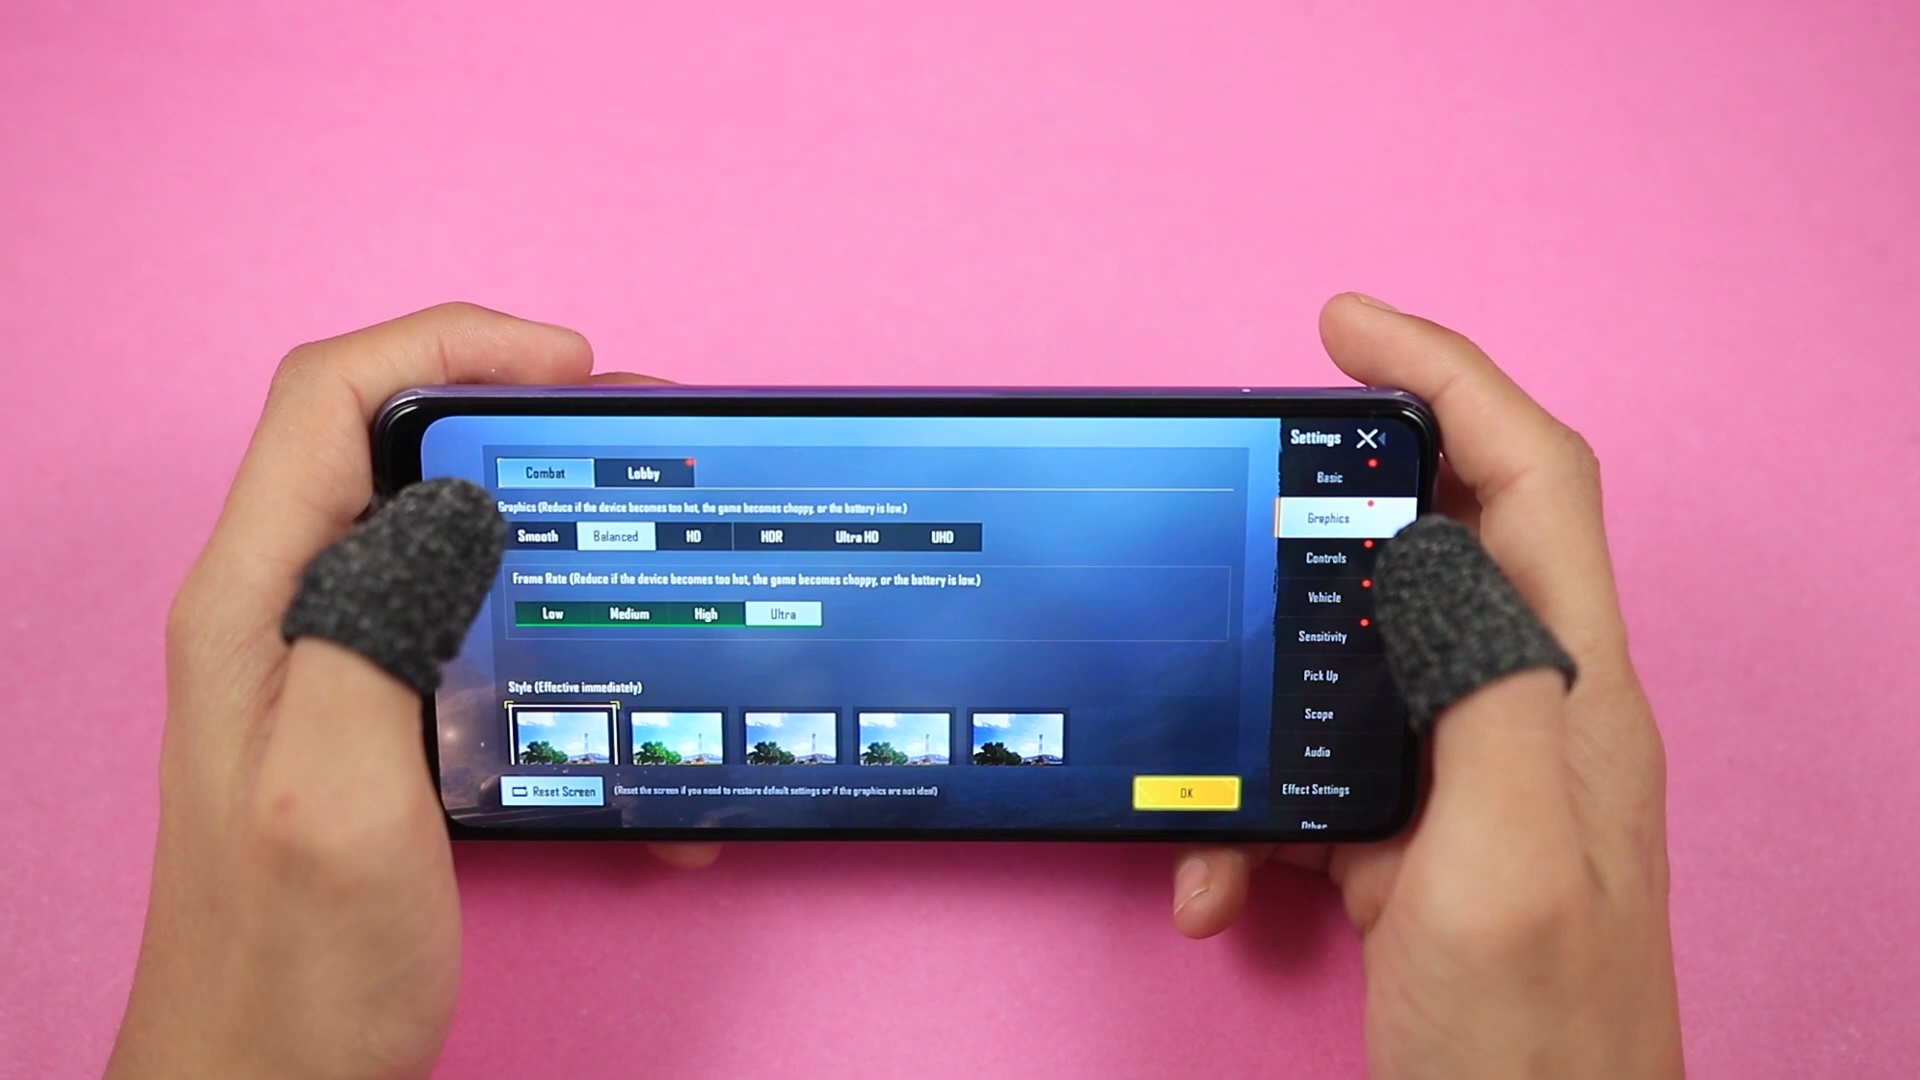 Combat Lobby
Graphics (Reduce if the device becomes too hot, the game becomes choppy, or the battery is low.)
Smooth Balanced HD HDR Ultra HD UHD
Frame Rate (Reduce if the device becomes too hot, the game becomes choppy, or the battery is low.)
Low Medium High Ultra
Style (Effective immediately)
Reset Screen (Reset the screen if you need to restore default settings or if the graphics are not ideal)
OK
Settings
Basic
Graphics
Controls
Vehicle
Sensitivity
Pick Up
Scope
Audio
Effect Settings
Other